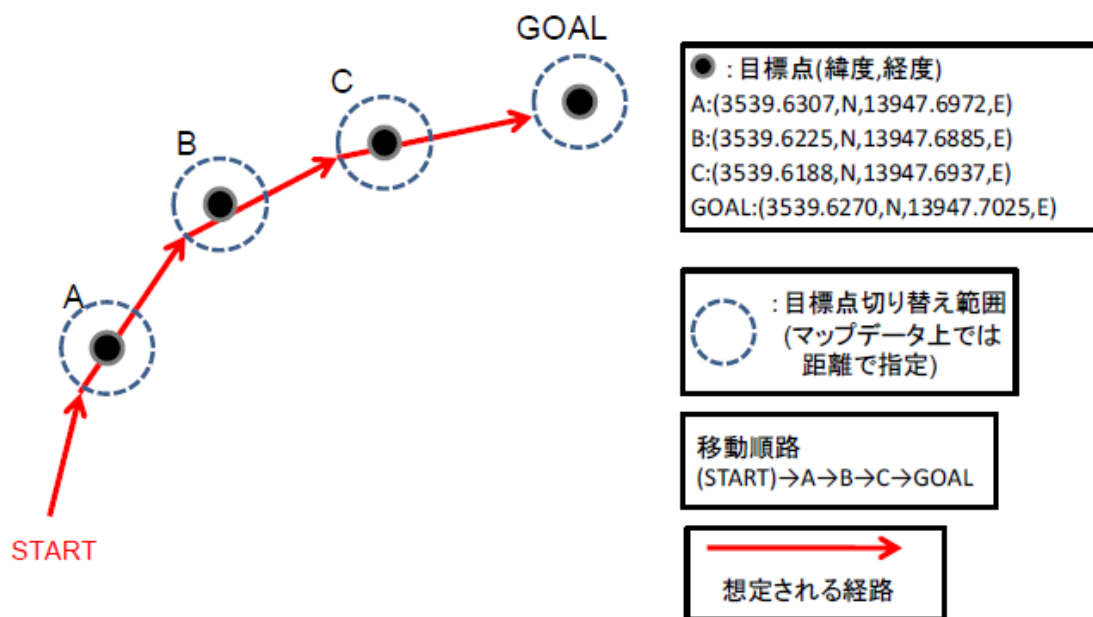 GOAL
C
B
A
START
: 目標点(緯度,経度)
A:(3539.6307,N,13947.6972,E)
B:(3539.6225,N,13947.6885,E)
C:(3539.6188,N,13947.6937,E)
GOAL:(3539.6270,N,13947.7025,E)
: 目標点切り替え範囲
(マップデータ上では
距離で指定)
移動順路
(START)→A→B→C→GOAL
想定される経路